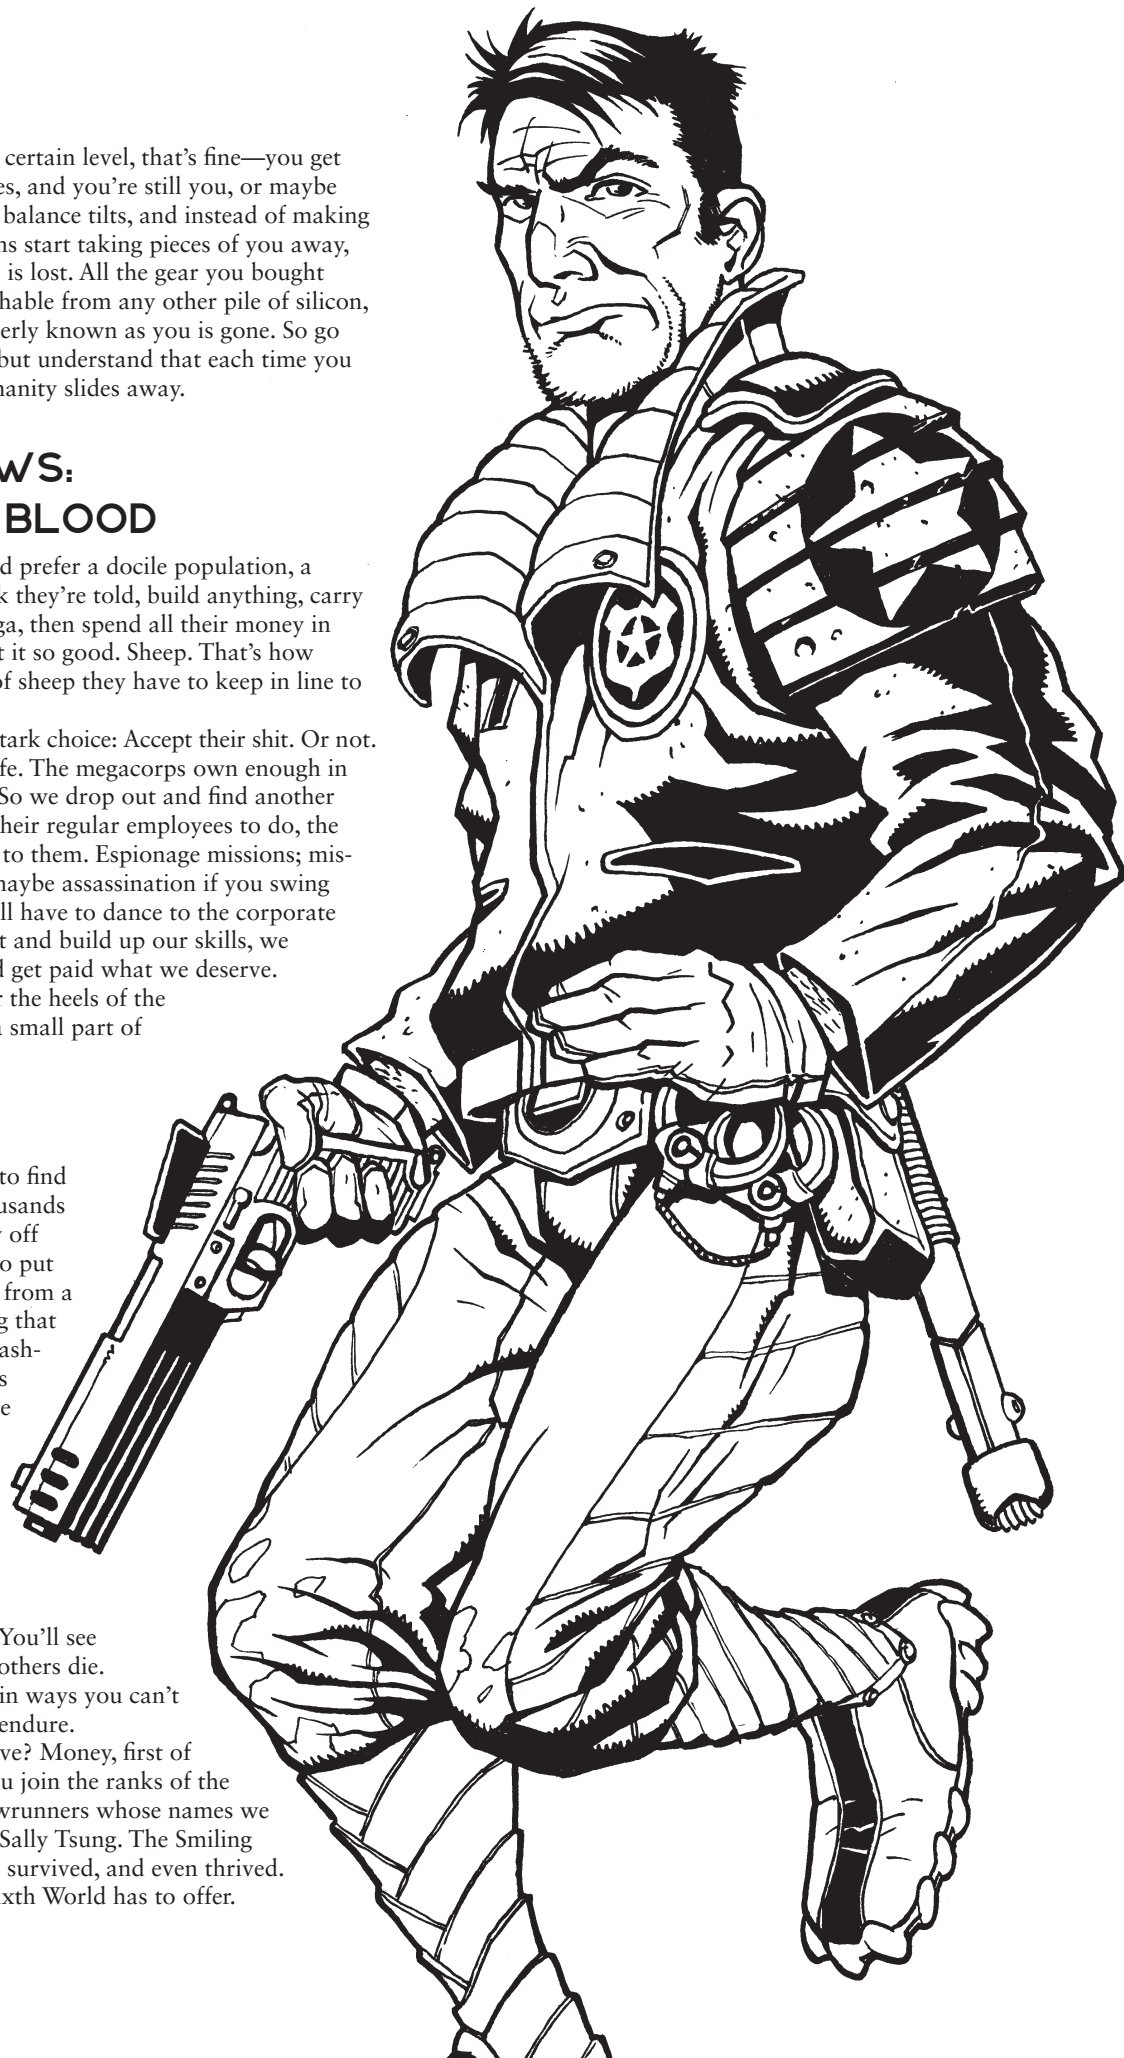 certain level, that's fine—you get
es, and you're still you, or maybe
balance tilts, and instead of making
ns start taking pieces of you away,
is lost. All the gear you bought
hable from any other pile of silicon,
erly known as you is gone. So go
but understand that each time you
manity slides away.
WS:
BLOOD
d prefer a docile population, a
k they're told, build anything, carry
ga, then spend all their money in
t it so good. Sheep. That's how
of sheep they have to keep in line to
tark choice: Accept their shit. Or not.
fe. The megacorps own enough in
So we drop out and find another
heir regular employees to do, the
to them. Espionage missions; mis-
maybe assassination if you swing
ll have to dance to the corporate
t and build up our skills, we
d get paid what we deserve.
r the heels of the
a small part of
to find
usands
off
o put
from a
g that
ash-
s
e
You'll see
others die.
in ways you can't
endure.
ve? Money, first of
u join the ranks of the
wrunners whose names we
Sally Tsung. The Smiling
survived, and even thrived.
xth World has to offer.